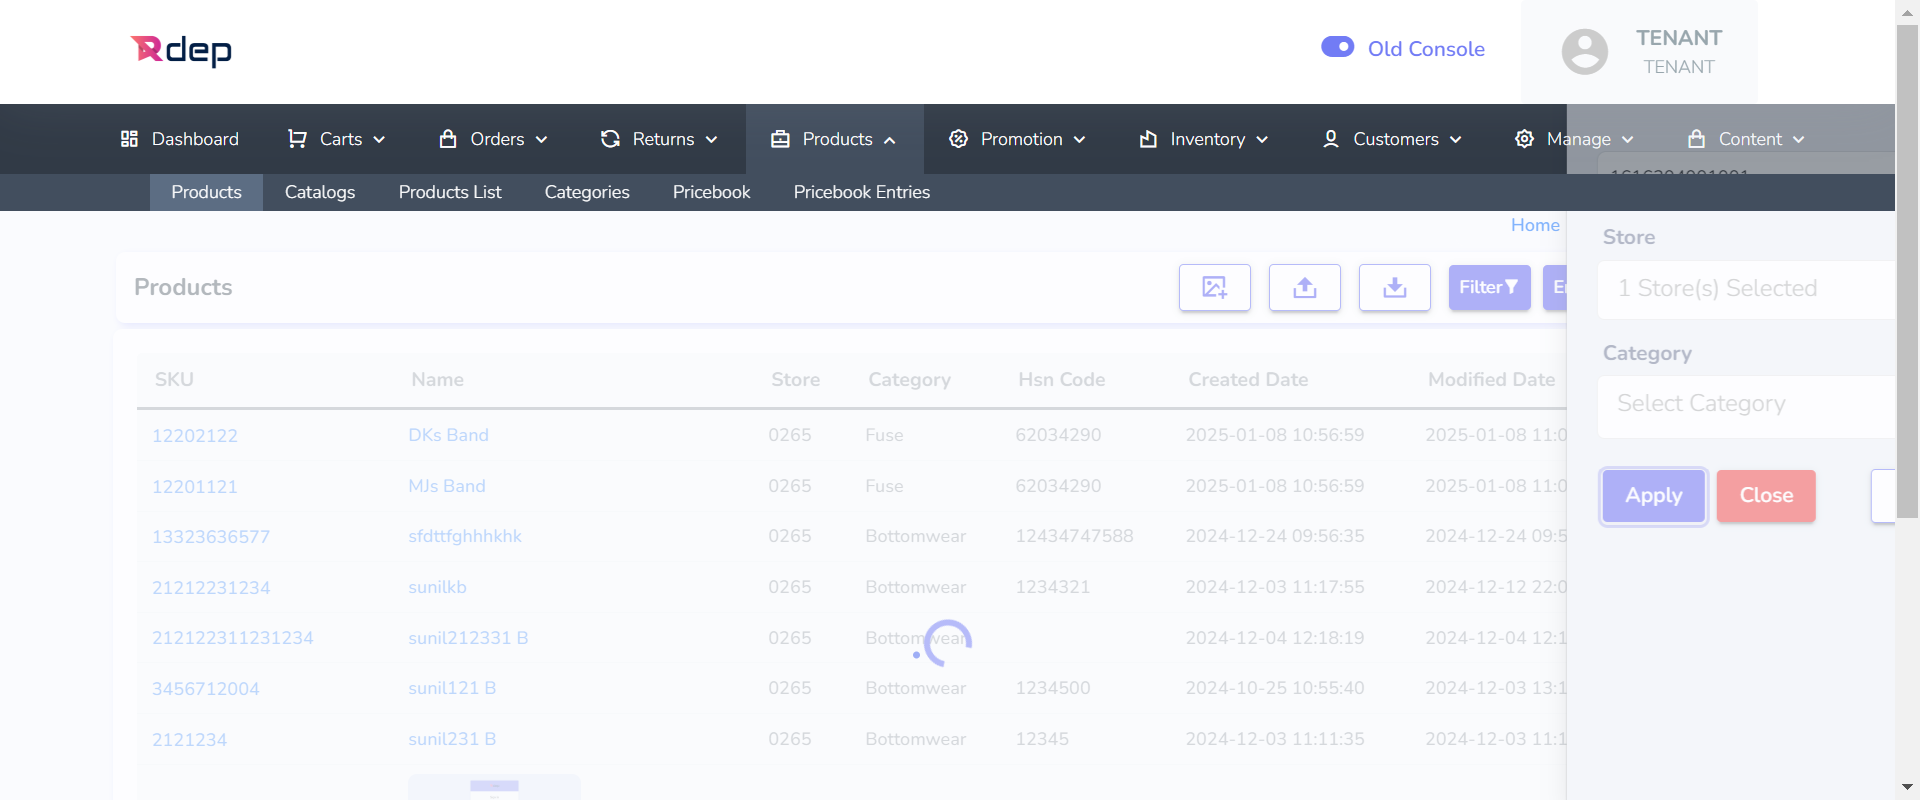 Rdep
Old Console
TENANT
TENANT
Dashboard Carts Orders Returns Products Promotion Inventory Customers Manage Content
Products Catalogs Products List Categories Pricebook Pricebook Entries
Home
Products
Filter
SKU Name Store Category Hsn Code Created Date Modified Date
12202122 DKs Band 0265 Fuse 62034290 2025-01-08 10:56:59 2025-01-08 11:0
12201121 MJs Band 0265 Fuse 62034290 2025-01-08 10:56:59 2025-01-08 11:0
13323636577 sfdttfghhhkhk 0265 Bottomwear 12434747588 2024-12-24 09:56:35 2024-12-24 09:5
21212231234 sunilkb 0265 Bottomwear 1234321 2024-12-03 11:17:55 2024-12-12 22:0
212122311231234 sunil212331 B 0265 Bottomwear 2024-12-04 12:18:19 2024-12-04 12:1
3456712004 sunil121 B 0265 Bottomwear 1234500 2024-10-25 10:55:40 2024-12-03 13:1
2121234 sunil231 B 0265 Bottomwear 12345 2024-12-03 11:11:35 2024-12-03 11:1
Store
1 Store(s) Selected
Category
Select Category
Apply Close